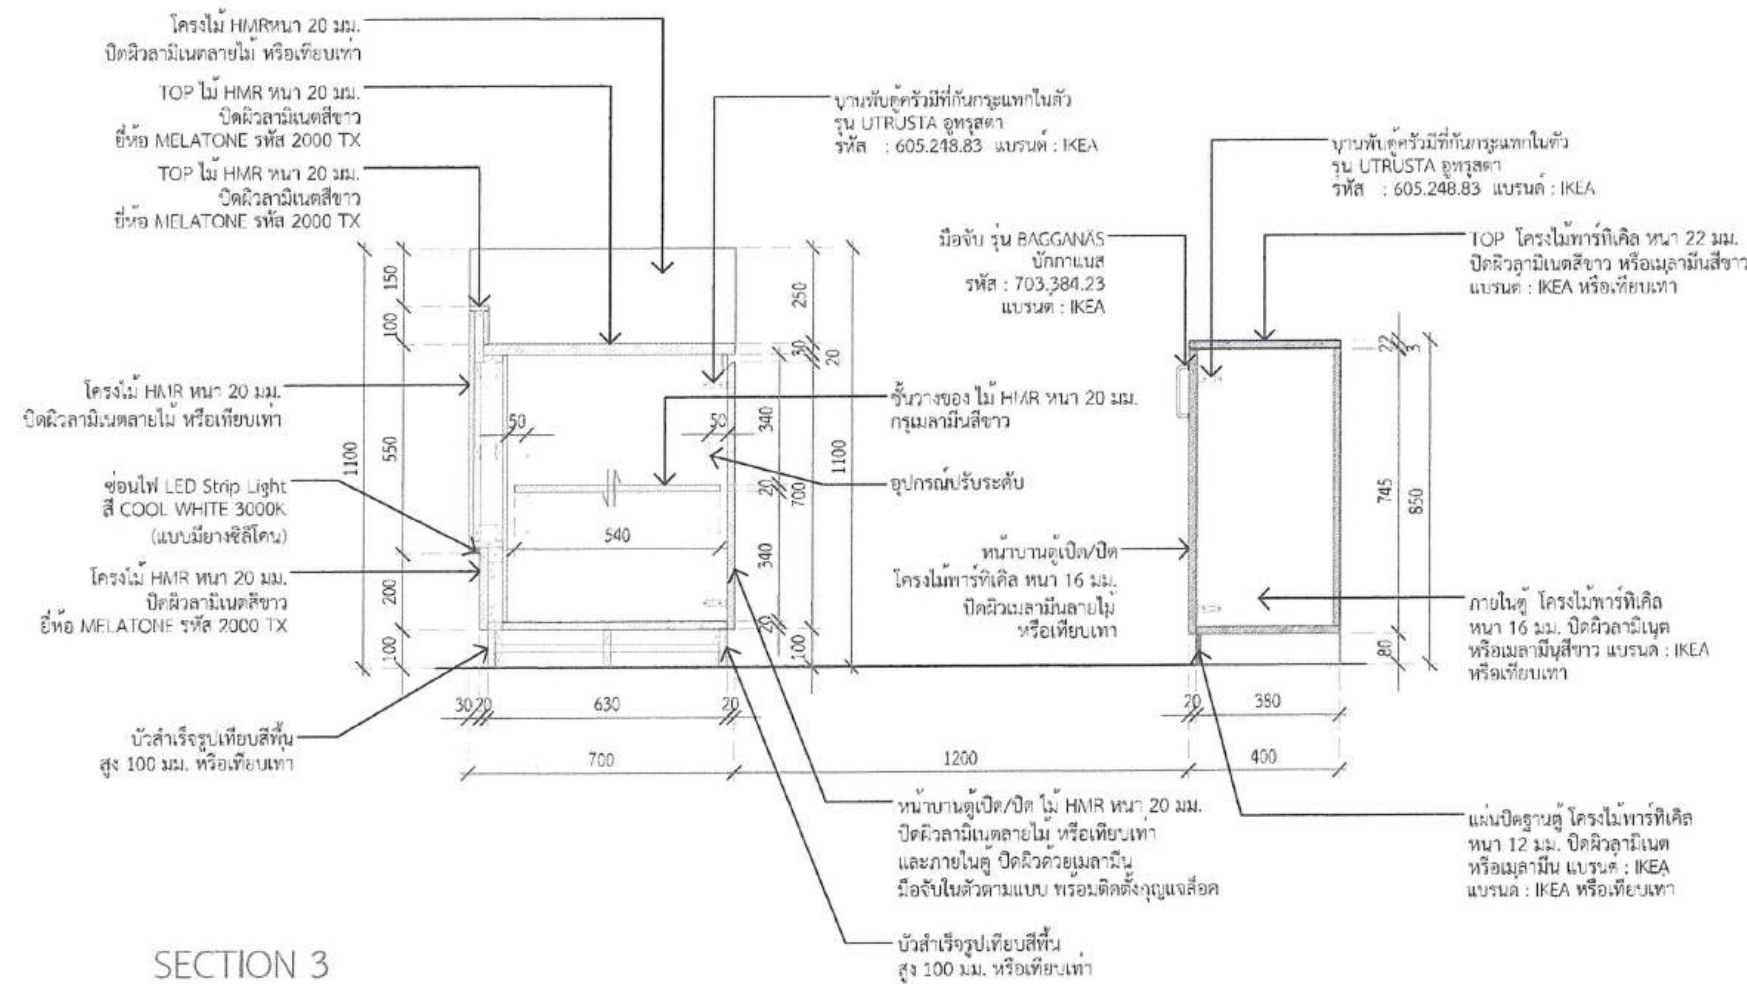 โครงไม้ HMRหนา 20 มม.
ปิดผิวลามิเนตลายไม้ หรือเทียบเท่า
TOP ไม้ HMR หนา 20 มม.
ปิดผิวลามิเนตสีขาว
ยี่ห้อ MELATONE รหัส 2000 TX
TOP ไม้ HMR หนา 20 มม.
ปิดผิวลามิเนตสีขาว
ยี่ห้อ MELATONE รหัส 2000 TX
โครงไม้ HMR หนา 20 มม.
ปิดผิวลามิเนตลายไม้ หรือเทียบเท่า
ซ่อนไฟ LED Strip Light
สี COOL WHITE 3000K
(แบบมียางซิลิโคน)
โครงไม้ HMR หนา 20 มม.
ปิดผิวลามิเนตสีขาว
ยี่ห้อ MELATONE รหัส 2000 TX
บัวสำเร็จรูปเทียบสีพื้น
สูง 100 มม. หรือเทียบเท่า
1100
150
100
550
200
100
50
50
540
30
20
630
20
700
1200
250
30
20
340
20
340
20
700
100
1100
บานพับตู้ครัวมีที่กันกระแทกในตัว
รุ่น UTRUSTA อูทรุสตา
รหัส : 605.248.83 แบรนด์ : IKEA
ชั้นวางของ ไม้ HMR หนา 20 มม.
กรุเมลามีนสีขาว
อุปกรณ์ปรับระดับ
หน้าบานตู้เปิด/ปิด ไม้ HMR หนา 20 มม.
ปิดผิวลามิเนตลายไม้ หรือเทียบเท่า
และภายในตู้ ปิดผิวด้วยเมลามีน
มือจับในตัวตามแบบ พร้อมติดตั้งกุญแจล็อค
บัวสำเร็จรูปเทียบสีพื้น
สูง 100 มม. หรือเทียบเท่า
มือจับ รุ่น BAGGANÄS
บักกาแนส
รหัส : 703.384.23
แบรนด์ : IKEA
หน้าบานตู้เปิด/ปิด
โครงไม้พาร์ทิเคิล หนา 16 มม.
ปิดผิวเมลามีนลายไม้
หรือเทียบเท่า
บานพับตู้ครัวมีที่กันกระแทกในตัว
รุ่น UTRUSTA อูทรุสตา
รหัส : 605.248.83 แบรนด์ : IKEA
TOP โครงไม้พาร์ทิเคิล หนา 22 มม.
ปิดผิวลามิเนตสีขาว หรือเมลามีนสีขาว
แบรนด์ : IKEA หรือเทียบเท่า
22
3
745
850
80
20
380
400
ภายในตู้ โครงไม้พาร์ทิเคิล
หนา 16 มม. ปิดผิวลามิเนต
หรือเมลามีนสีขาว แบรนด์ : IKEA
หรือเทียบเท่า
แผ่นปิดฐานตู้ โครงไม้พาร์ทิเคิล
หนา 12 มม. ปิดผิวลามิเนต
หรือเมลามีน แบรนด์ : IKEA
แบรนด์ : IKEA หรือเทียบเท่า
SECTION 3